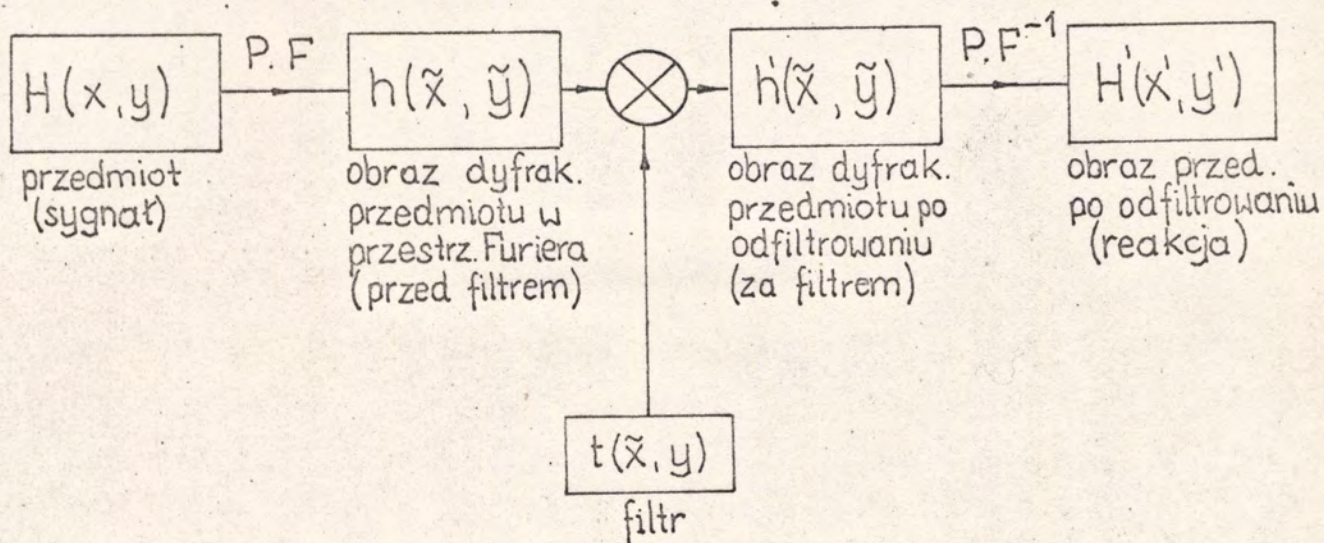 H(x,y)
przedmiot
(sygnał)
P.F
h(x̃, ỹ)
obraz dyfrak.
przedmiotu w
przestrz. Furiera
(przed filtrem)
t(x̃,y)
filtr
h'(x̃, ỹ)
obraz dyfrak.
przedmiotu po
odfiltrowaniu
(za filtrem)
P.F⁻¹
H'(x',y')
obraz przed.
po odfiltrowaniu
(reakcja)